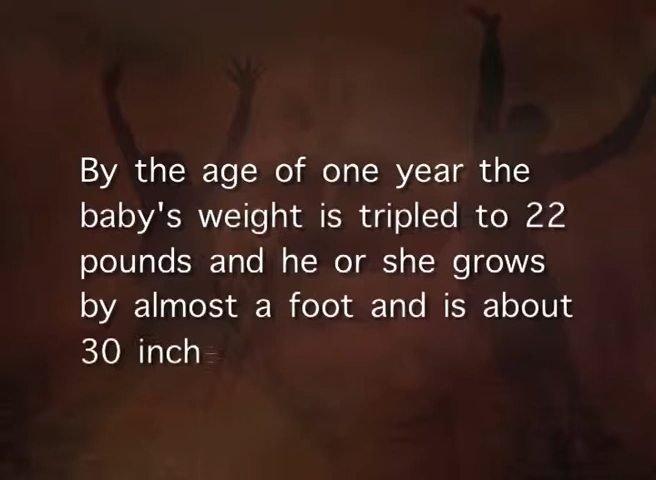 By the age of one year the
baby's weight is tripled to 22
pounds and he or she grows
by almost a foot and is about
30 inch